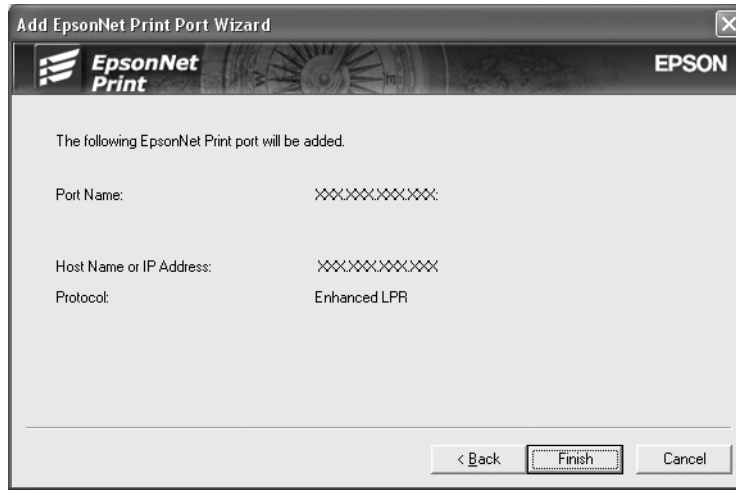 Add EpsonNet Print Port Wizard
EpsonNet
Print
EPSON
The following EpsonNet Print port will be added.
Port Name: XXX.XXX.XXX.XXX:
Host Name or IP Address: XXX.XXX.XXX.XXX
Protocol: Enhanced LPR
< Back Finish Cancel